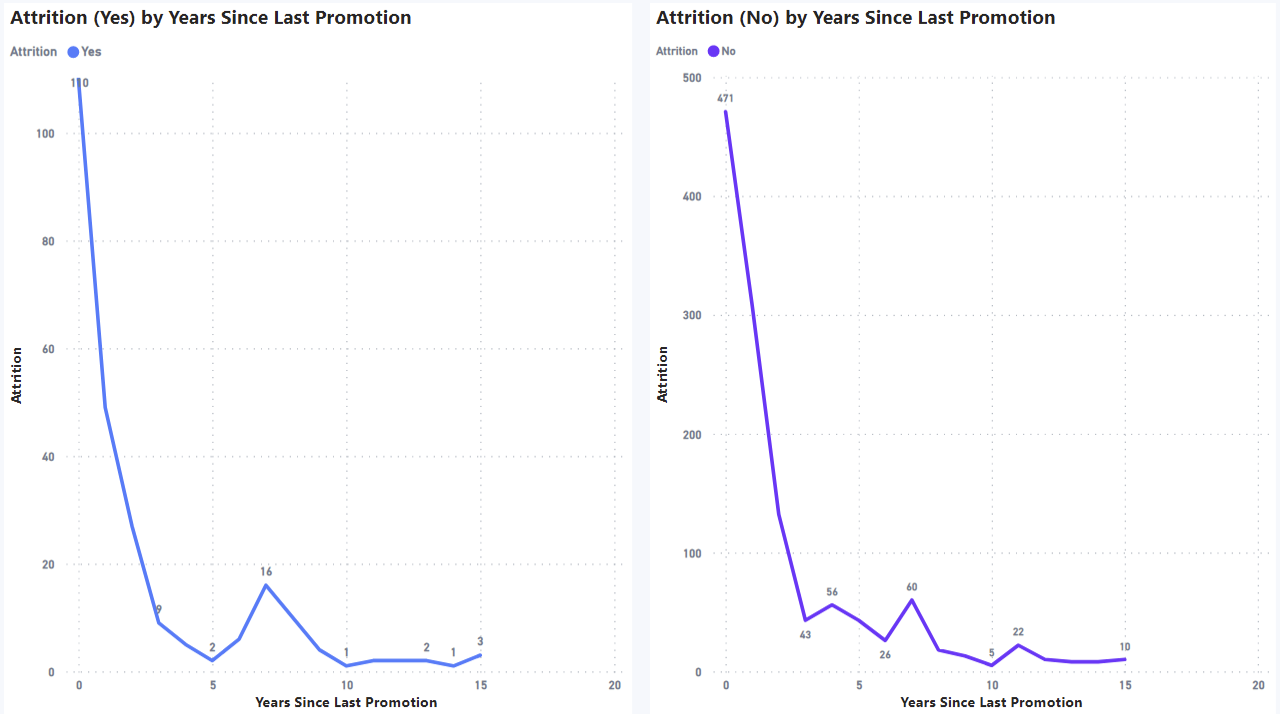 Attrition (Yes) by Years Since Last Promotion
Attrition Yes
110
100
80
60
40
20
0
9
2
16
1
2
1
3
0 5 10 15 20
Attrition
Years Since Last Promotion
Attrition (No) by Years Since Last Promotion
Attrition No
500
400
300
200
100
0
471
43
56
26
60
5
22
10
0 5 10 15 20
Attrition
Years Since Last Promotion